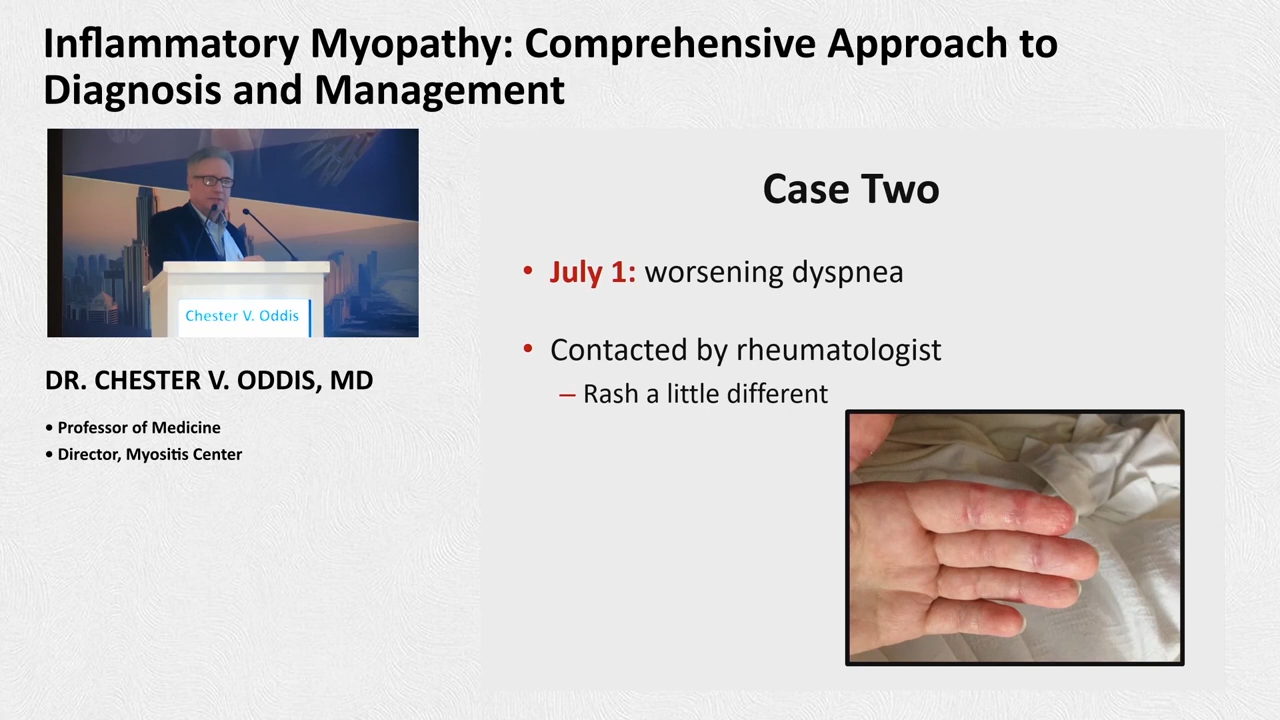 Inflammatory Myopathy: Comprehensive Approach to
Diagnosis and Management
Chester V. Oddis
DR. CHESTER V. ODDIS, MD
• Professor of Medicine
• Director, Myositis Center
Case Two
• July 1: worsening dyspnea
• Contacted by rheumatologist
– Rash a little different